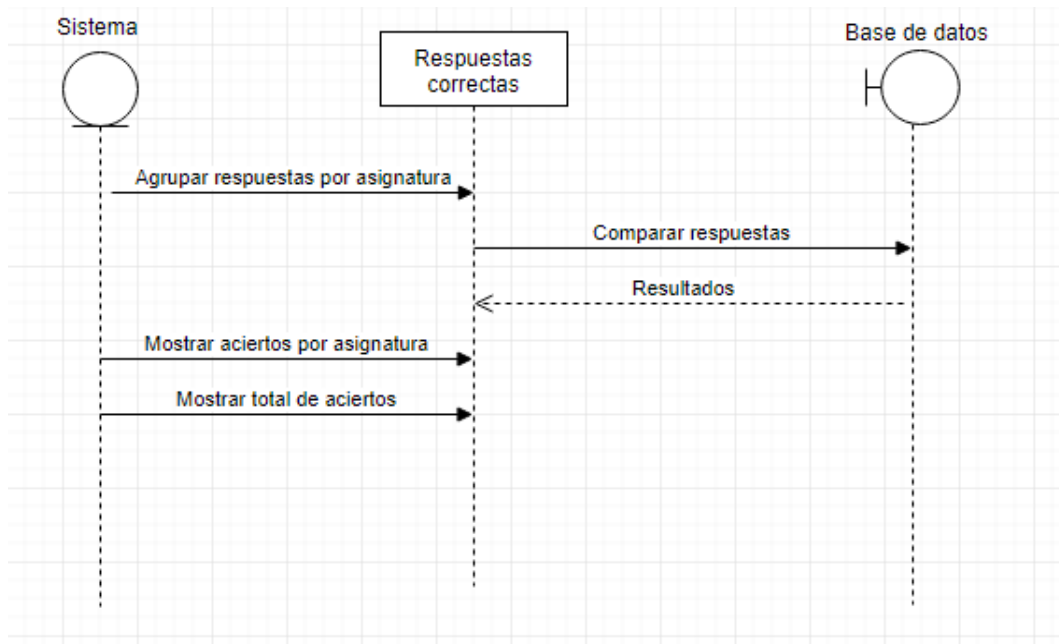 Sistema
Respuestas
correctas
Base de datos
Agrupar respuestas por asignatura
Comparar respuestas
Resultados
Mostrar aciertos por asignatura
Mostrar total de aciertos